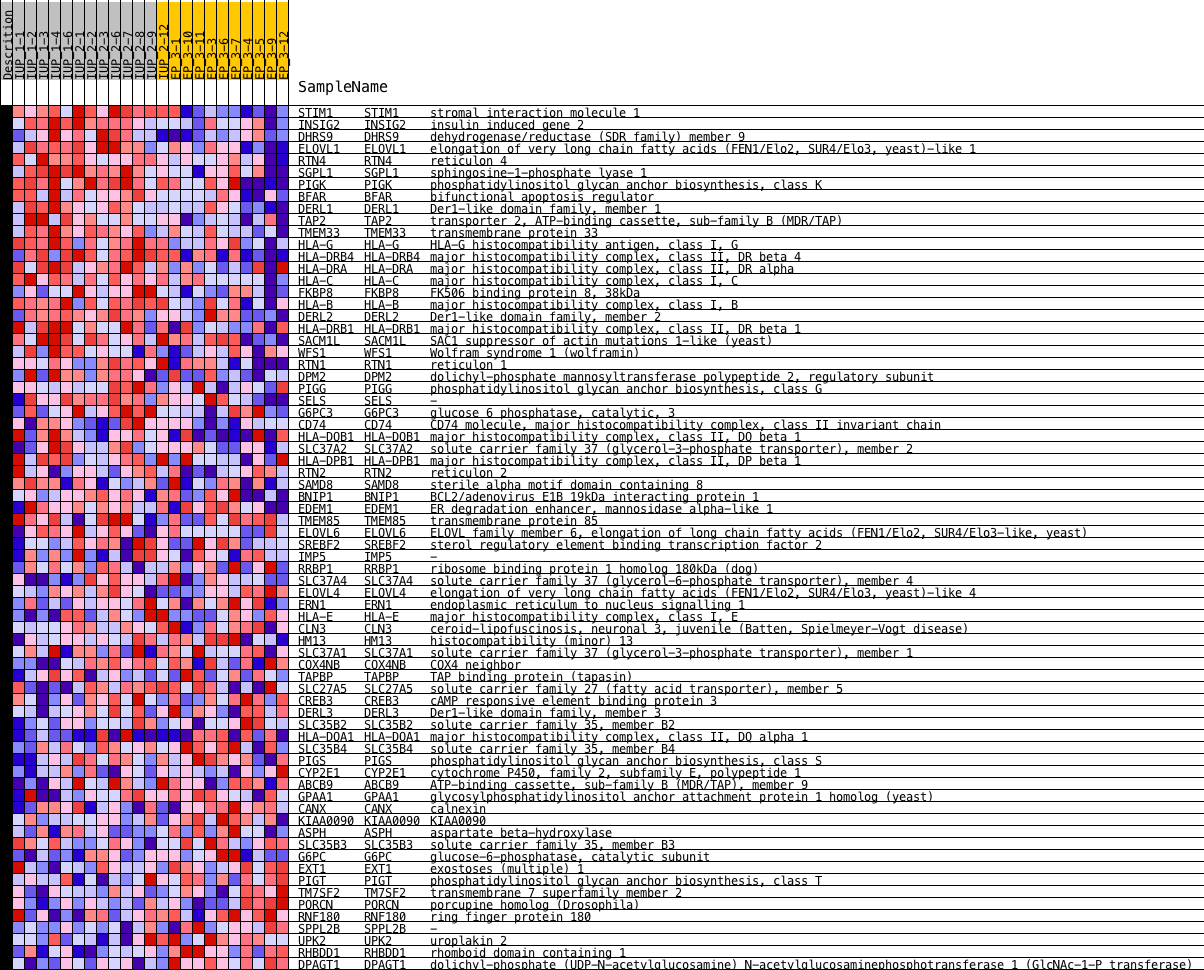 Descrition
IUP_1-1
IUP_1-2
IUP_1-3
IUP_1-4
IUP_1-6
IUP_2-1
IUP_2-2
IUP_2-3
IUP_2-6
IUP_2-7
IUP_2-8
IUP_2-9
IUP_2-12
EP_3-1
EP_3-10
EP_3-11
EP_3-3
EP_3-6
EP_3-7
EP_3-4
EP_3-5
EP_3-9
EP_3-12
SampleName
STIM1 STIM1 stromal interaction molecule 1
INSIG2 INSIG2 insulin induced gene 2
DHRS9 DHRS9 dehydrogenase/reductase (SDR family) member 9
ELOVL1 ELOVL1 elongation of very long chain fatty acids (FEN1/Elo2, SUR4/Elo3, yeast)-like 1
RTN4 RTN4 reticulon 4
SGPL1 SGPL1 sphingosine-1-phosphate lyase 1
PIGK PIGK phosphatidylinositol glycan anchor biosynthesis, class K
BFAR BFAR bifunctional apoptosis regulator
DERL1 DERL1 Der1-like domain family, member 1
TAP2 TAP2 transporter 2, ATP-binding cassette, sub-family B (MDR/TAP)
TMEM33 TMEM33 transmembrane protein 33
HLA-G HLA-G HLA-G histocompatibility antigen, class I, G
HLA-DRB4 HLA-DRB4 major histocompatibility complex, class II, DR beta 4
HLA-DRA HLA-DRA major histocompatibility complex, class II, DR alpha
HLA-C HLA-C major histocompatibility complex, class I, C
FKBP8 FKBP8 FK506 binding protein 8, 38kDa
HLA-B HLA-B major histocompatibility complex, class I, B
DERL2 DERL2 Der1-like domain family, member 2
HLA-DRB1 HLA-DRB1 major histocompatibility complex, class II, DR beta 1
SACM1L SACM1L SAC1 suppressor of actin mutations 1-like (yeast)
WFS1 WFS1 Wolfram syndrome 1 (wolframin)
RTN1 RTN1 reticulon 1
DPM2 DPM2 dolichyl-phosphate mannosyltransferase polypeptide 2, regulatory subunit
PIGG PIGG phosphatidylinositol glycan anchor biosynthesis, class G
SELS SELS -
G6PC3 G6PC3 glucose 6 phosphatase, catalytic, 3
CD74 CD74 CD74 molecule, major histocompatibility complex, class II invariant chain
HLA-DQB1 HLA-DQB1 major histocompatibility complex, class II, DQ beta 1
SLC37A2 SLC37A2 solute carrier family 37 (glycerol-3-phosphate transporter), member 2
HLA-DPB1 HLA-DPB1 major histocompatibility complex, class II, DP beta 1
RTN2 RTN2 reticulon 2
SAMD8 SAMD8 sterile alpha motif domain containing 8
BNIP1 BNIP1 BCL2/adenovirus E1B 19kDa interacting protein 1
EDEM1 EDEM1 ER degradation enhancer, mannosidase alpha-like 1
TMEM85 TMEM85 transmembrane protein 85
ELOVL6 ELOVL6 ELOVL family member 6, elongation of long chain fatty acids (FEN1/Elo2, SUR4/Elo3-like, yeast)
SREBF2 SREBF2 sterol regulatory element binding transcription factor 2
IMP5 IMP5 -
RRBP1 RRBP1 ribosome binding protein 1 homolog 180kDa (dog)
SLC37A4 SLC37A4 solute carrier family 37 (glycerol-6-phosphate transporter), member 4
ELOVL4 ELOVL4 elongation of very long chain fatty acids (FEN1/Elo2, SUR4/Elo3, yeast)-like 4
ERN1 ERN1 endoplasmic reticulum to nucleus signalling 1
HLA-E HLA-E major histocompatibility complex, class I, E
CLN3 CLN3 ceroid-lipofuscinosis, neuronal 3, juvenile (Batten, Spielmeyer-Vogt disease)
HM13 HM13 histocompatibility (minor) 13
SLC37A1 SLC37A1 solute carrier family 37 (glycerol-3-phosphate transporter), member 1
COX4NB COX4NB COX4 neighbor
TAPBP TAPBP TAP binding protein (tapasin)
SLC27A5 SLC27A5 solute carrier family 27 (fatty acid transporter), member 5
CREB3 CREB3 cAMP responsive element binding protein 3
DERL3 DERL3 Der1-like domain family, member 3
SLC35B2 SLC35B2 solute carrier family 35, member B2
HLA-DQA1 HLA-DQA1 major histocompatibility complex, class II, DQ alpha 1
SLC35B4 SLC35B4 solute carrier family 35, member B4
PIGS PIGS phosphatidylinositol glycan anchor biosynthesis, class S
CYP2E1 CYP2E1 cytochrome P450, family 2, subfamily E, polypeptide 1
ABCB9 ABCB9 ATP-binding cassette, sub-family B (MDR/TAP), member 9
GPAA1 GPAA1 glycosylphosphatidylinositol anchor attachment protein 1 homolog (yeast)
CANX CANX calnexin
KIAA0090 KIAA0090 KIAA0090
ASPH ASPH aspartate beta-hydroxylase
SLC35B3 SLC35B3 solute carrier family 35, member B3
G6PC G6PC glucose-6-phosphatase, catalytic subunit
EXT1 EXT1 exostoses (multiple) 1
PIGT PIGT phosphatidylinositol glycan anchor biosynthesis, class T
TM7SF2 TM7SF2 transmembrane 7 superfamily member 2
PORCN PORCN porcupine homolog (Drosophila)
RNF180 RNF180 ring finger protein 180
SPPL2B SPPL2B -
UPK2 UPK2 uroplakin 2
RHBDD1 RHBDD1 rhomboid domain containing 1
DPAGT1 DPAGT1 dolichyl-phosphate (UDP-N-acetylglucosamine) N-acetylglucosaminephosphotransferase 1 (GlcNAc-1-P transferase)